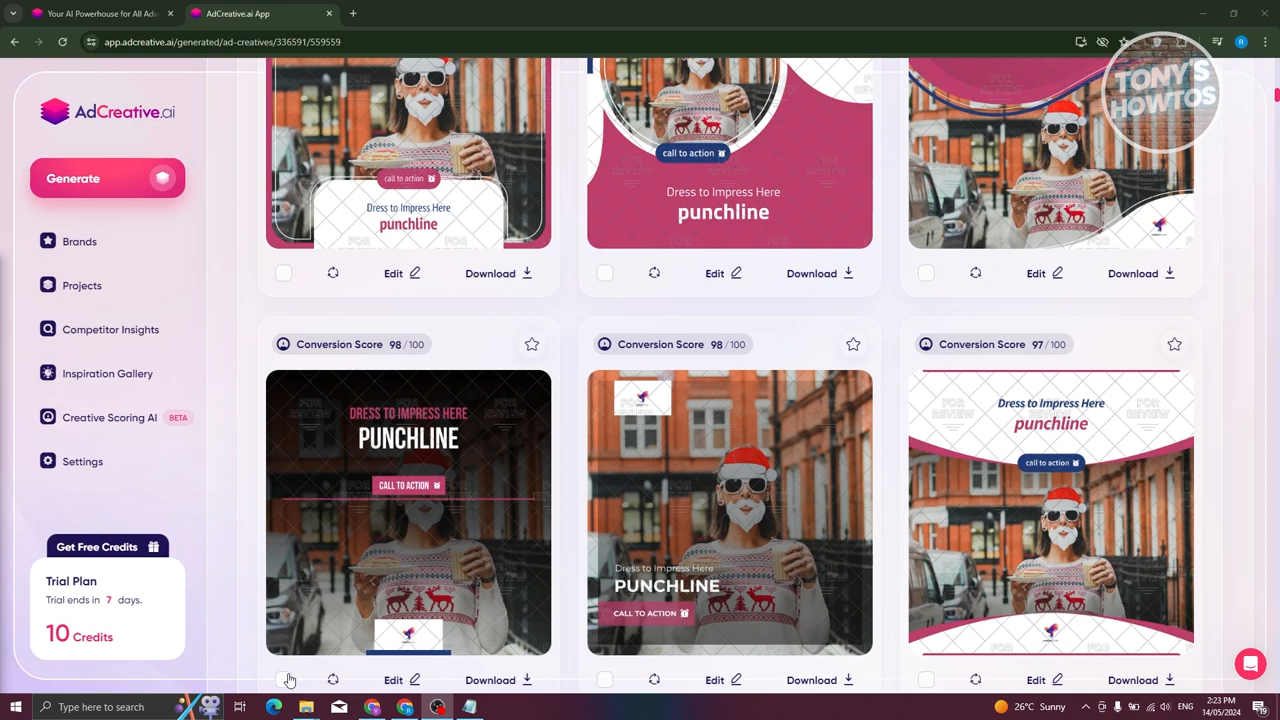 Your AI Powerhouse for All Ad
AdCreative.ai App
app.adcreative.ai/generated/ad-creatives/336591/559559
R
TONY'S
HOWTOS
AdCreative.ai
Generate
Brands
Projects
Competitor Insights
Inspiration Gallery
Creative Scoring AI BETA
Settings
Get Free Credits
Trial Plan
Trial ends in 7 days.
10 Credits
call to action
Dress to Impress Here
punchline
call to action
Dress to Impress Here
punchline
Edit
Download
Edit
Download
Edit
Download
Conversion Score 98/100
Conversion Score 98/100
Conversion Score 97/100
DRESS TO IMPRESS HERE
PUNCHLINE
CALL TO ACTION
FOR
REVIEW
Dress to Impress Here
PUNCHLINE
CALL TO ACTION
Dress to Impress Here
punchline
call to action
Edit
Download
Edit
Download
Edit
Download
Type here to search
26°C Sunny
ENG
2:23 PM
14/05/2024